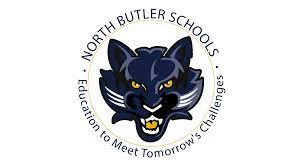 • NORTH BUTLER SCHOOLS •
Education to Meet Tomorrow's Challenges